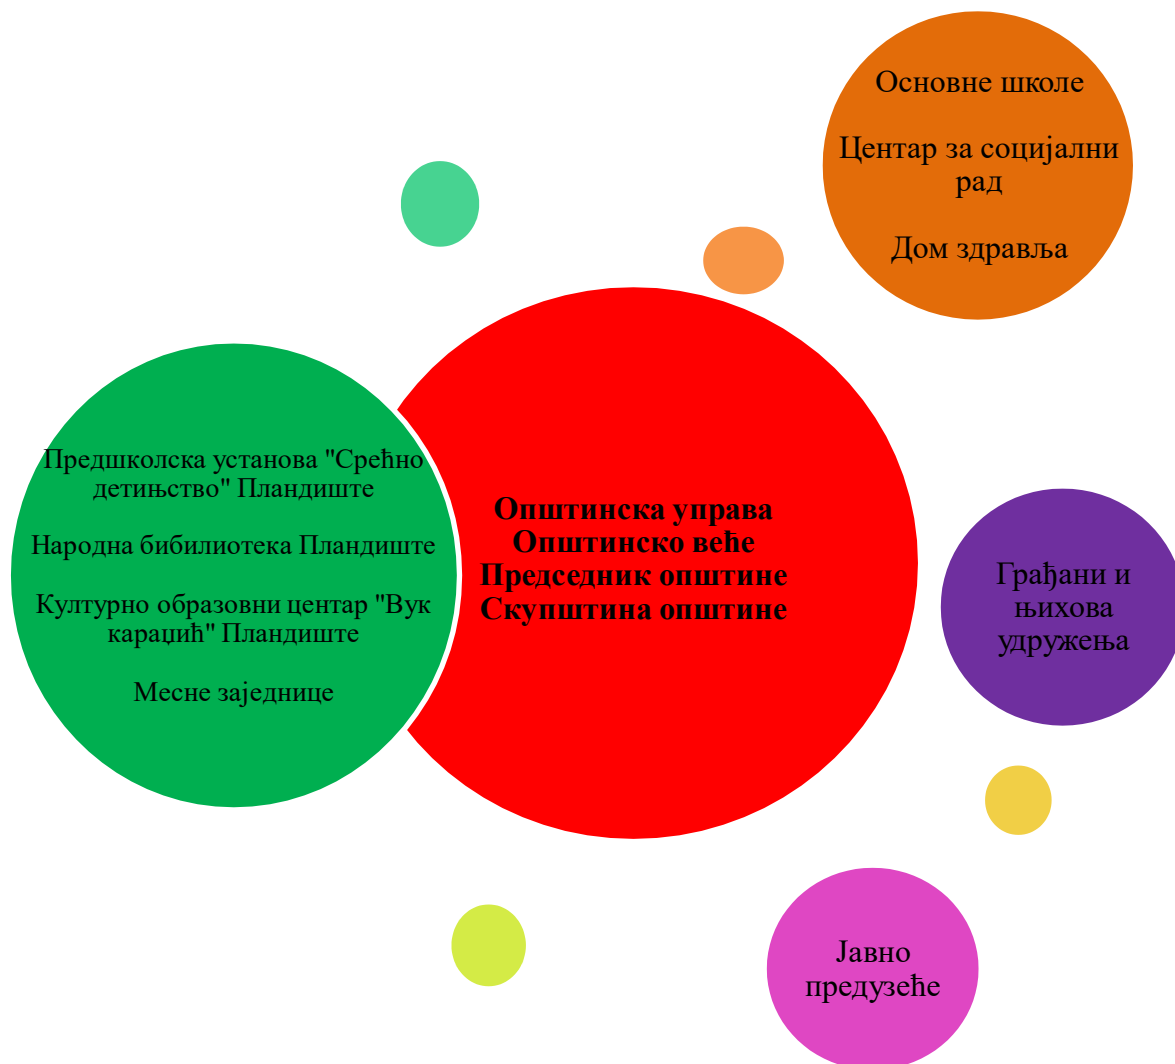 Основне школе
Центар за социјални
рад
Дом здравља
Предшколска установа "Срећно
детињство" Пландиште
Народна бибилиотека Пландиште
Културно образовни центар "Вук
караџић" Пландиште
Месне заједнице
Општинска управа
Општинско веће
Председник општине
Скупштина општине
Грађани и
њихова
удружења
Јавно
предузеће